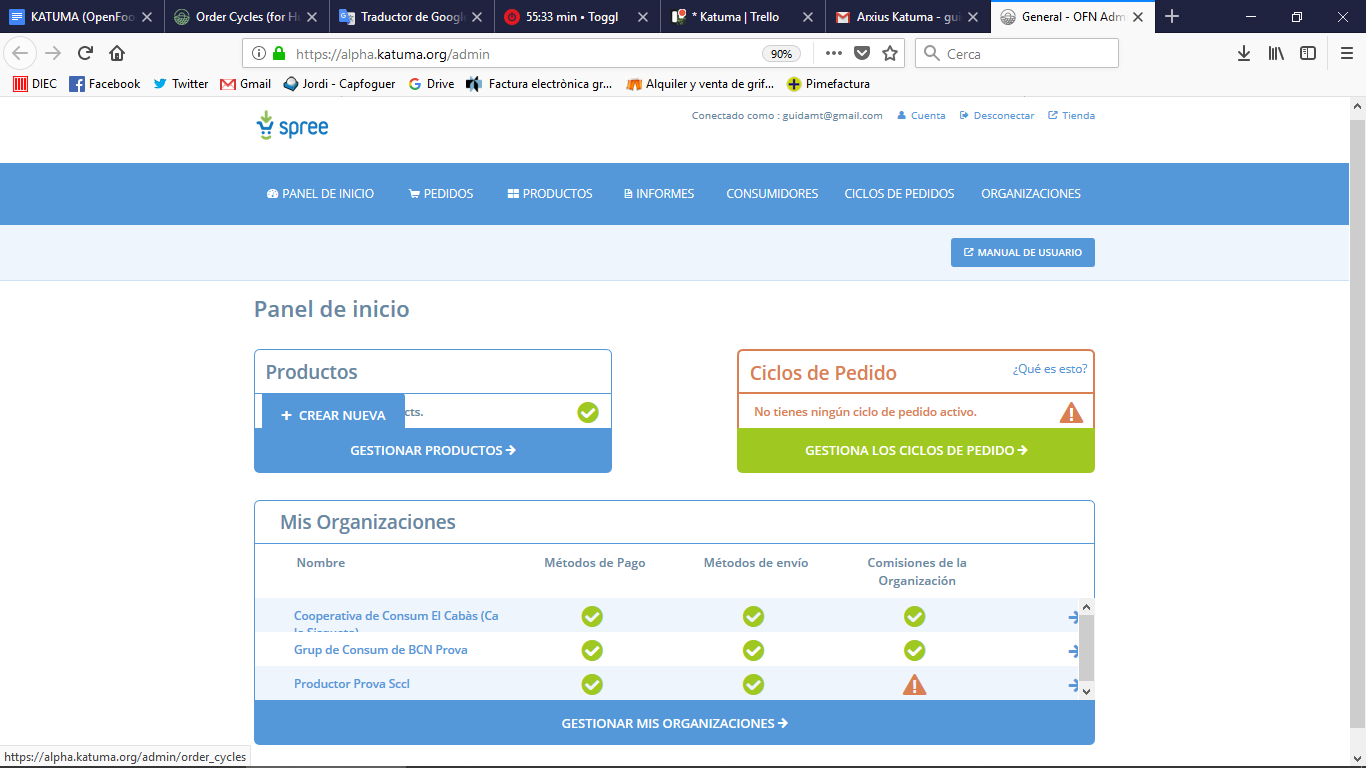 KATUMA (OpenFoo
Order Cycles (for H
Traductor de Google
55:33 min • Toggl
* Katuma | Trello
Arxius Katuma - gui
General - OFN Adm
https://alpha.katuma.org/admin
90%
Cerca
DIEC
Facebook
Twitter
Gmail
Jordi - Capfoguer
Drive
Factura electrònica gr...
Alquiler y venta de grif...
Pimefactura
spree
Conectado como : guidamt@gmail.com
Cuenta
Desconectar
Tienda
PANEL DE INICIO
PEDIDOS
PRODUCTOS
INFORMES
CONSUMIDORES
CICLOS DE PEDIDOS
ORGANIZACIONES
MANUAL DE USUARIO
Panel de inicio
Productos
+ CREAR NUEVA
cts.
GESTIONAR PRODUCTOS
Ciclos de Pedido
¿Qué es esto?
No tienes ningún ciclo de pedido activo.
GESTIONA LOS CICLOS DE PEDIDO
Mis Organizaciones
Nombre
Métodos de Pago
Métodos de envío
Comisiones de la
Organización
Cooperativa de Consum El Cabàs (Ca
Grup de Consum de BCN Prova
Productor Prova Sccl
GESTIONAR MIS ORGANIZACIONES
https://alpha.katuma.org/admin/order_cycles